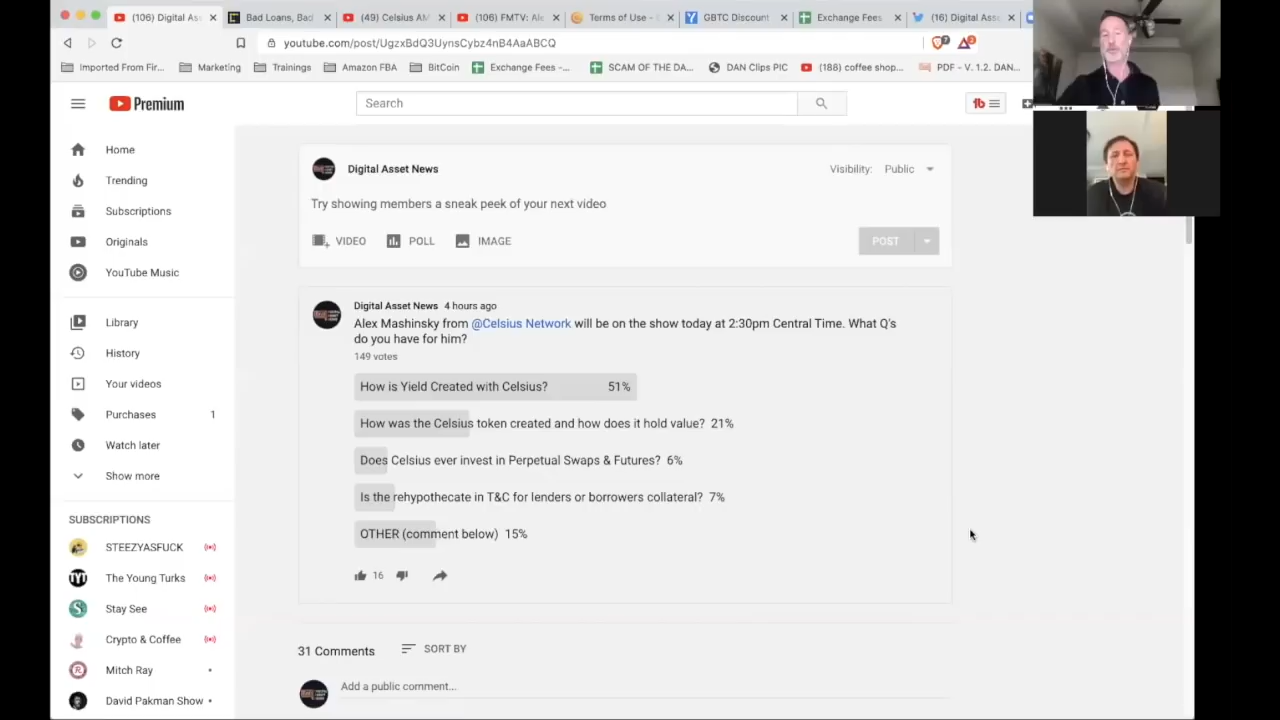 (106) Digital Ass
Bad Loans, Bad
(49) Celsius AM
(106) FMTV: Ale
Terms of Use -
GBTC Discount
Exchange Fees
(16) Digital Ass
youtube.com/post/UgzxBdQ3UynsCybz4nB4AaABCQ
Imported From Fir...
Marketing
Trainings
Amazon FBA
BitCoin
Exchange Fees -...
SCAM OF THE DA...
DAN Clips PIC
(188) coffee shop...
PDF - V. 1.2. DAN...
Premium
Search
Home
Trending
Subscriptions
Originals
YouTube Music
Library
History
Your videos
Purchases 1
Watch later
Show more
SUBSCRIPTIONS
STEEZYASFUCK
The Young Turks
Stay See
Crypto & Coffee
Mitch Ray
David Pakman Show
Digital Asset News
Visibility: Public
Try showing members a sneak peek of your next video
VIDEO
POLL
IMAGE
POST
Digital Asset News 4 hours ago
Alex Mashinsky from @Celsius Network will be on the show today at 2:30pm Central Time. What Q's
do you have for him?
149 votes
How is Yield Created with Celsius? 51%
How was the Celsius token created and how does it hold value? 21%
Does Celsius ever invest in Perpetual Swaps & Futures? 6%
Is the rehypothecate in T&C for lenders or borrowers collateral? 7%
OTHER (comment below) 15%
16
31 Comments
SORT BY
Add a public comment...